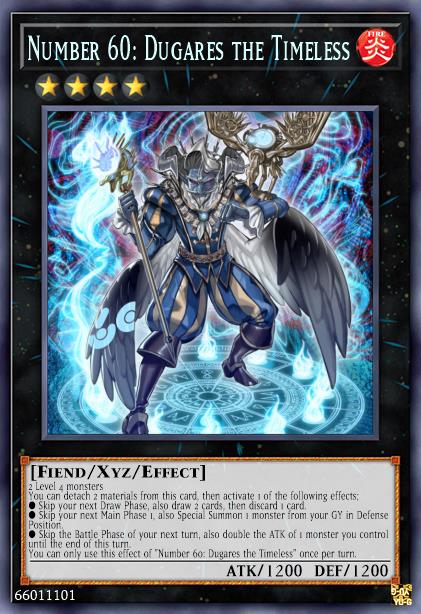 Number 60: Dugares the Timeless
FIRE
炎
[Fiend/Xyz/Effect]
2 Level 4 monsters
You can detach 2 materials from this card, then activate 1 of the following effects;
● Skip your next Draw Phase, also draw 2 cards, then discard 1 card.
● Skip your next Main Phase 1, also Special Summon 1 monster from your GY in Defense
Position.
● Skip the Battle Phase of your next turn, also double the ATK of 1 monster you control
until the end of this turn.
You can only use this effect of "Number 60: Dugares the Timeless" once per turn.
ATK/1200 DEF/1200
66011101